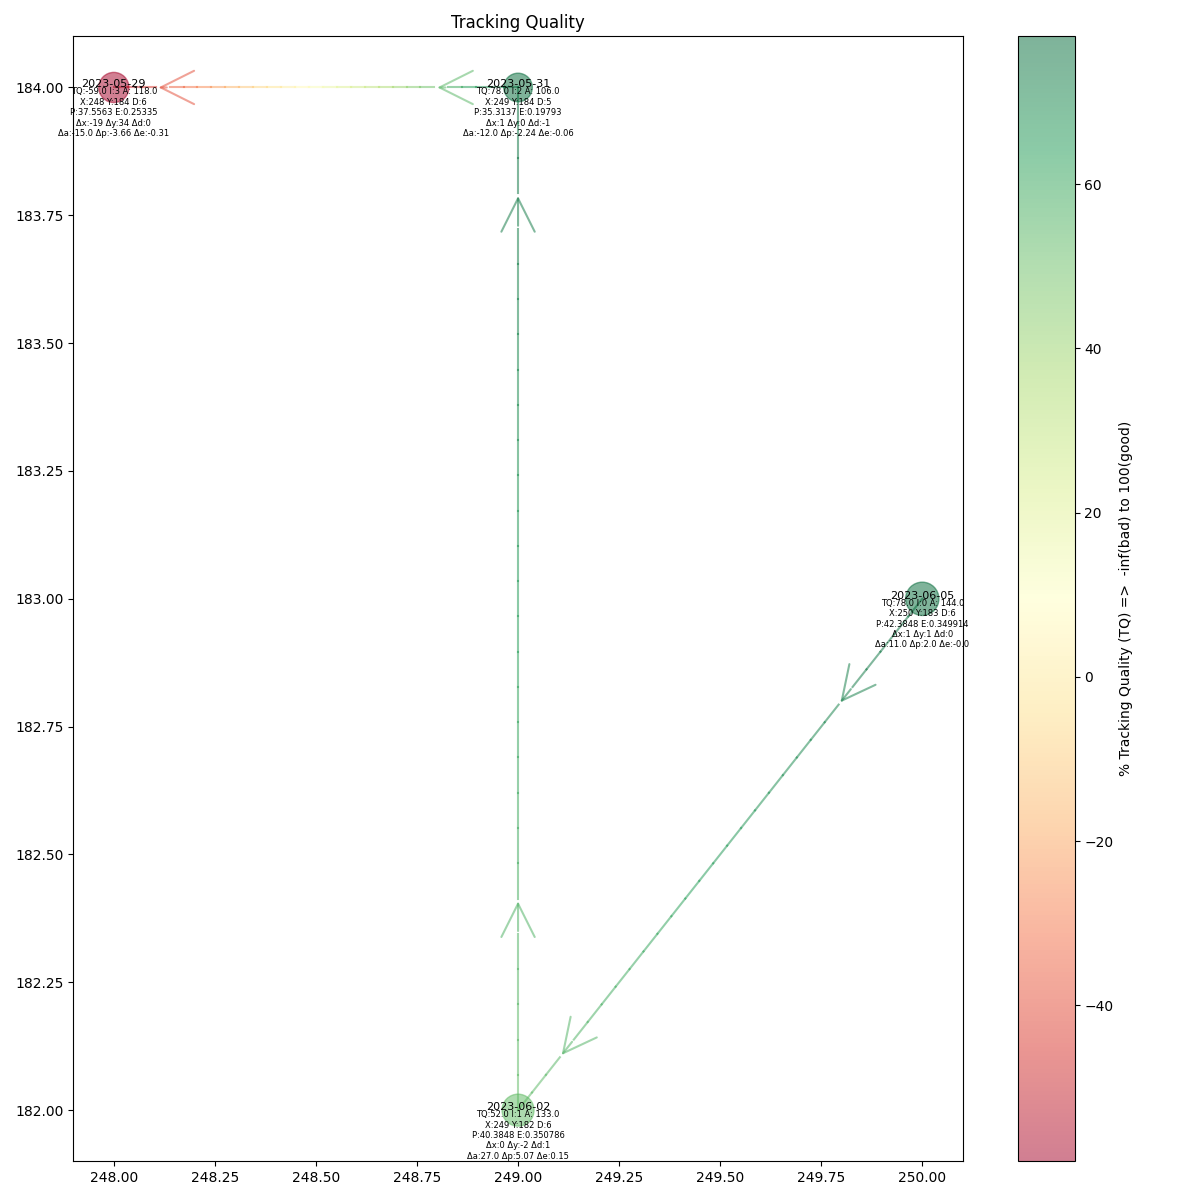 Tracking Quality
184.00
183.75
183.50
183.25
183.00
182.75
182.50
182.25
182.00
2023-05-29
TQ:-59.0 I:3 A: 118.0
X:248 Y:184 D:6
P:37.5563 E:0.25335
Δx:-19 Δy:34 Δd:0
Δa:-15.0 Δp:-3.66 Δe:-0.31
2023-05-31
TQ:78.0 I:2 A: 106.0
X:249 Y:184 D:5
P:35.3137 E:0.19793
Δx:1 Δy:0 Δd:-1
Δa:-12.0 Δp:-2.24 Δe:-0.06
2023-06-05
TQ:78.0 I:0 A: 144.0
X:250 Y:183 D:6
P:42.3848 E:0.349914
Δx:1 Δy:1 Δd:0
Δa:11.0 Δp:2.0 Δe:-0.0
2023-06-02
TQ:52.0 I:1 A: 133.0
X:249 Y:182 D:6
P:40.3848 E:0.350786
Δx:0 Δy:-2 Δd:1
Δa:27.0 Δp:5.07 Δe:0.15
248.00 248.25 248.50 248.75 249.00 249.25 249.50 249.75 250.00
60
40
20
0
−20
−40
% Tracking Quality (TQ) => -inf(bad) to 100(good)